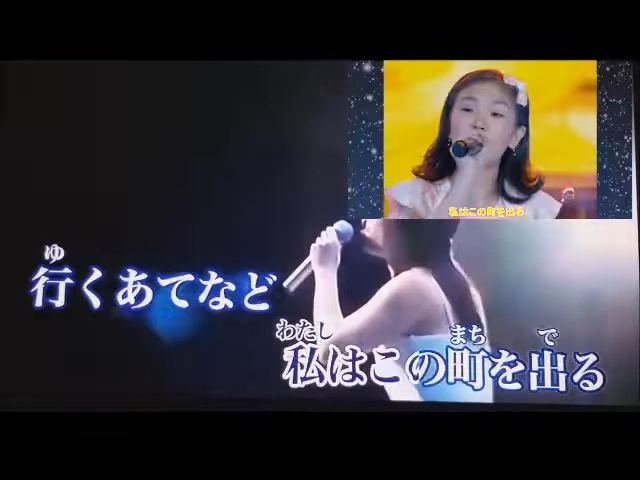 私はこの町を出る
ゆ
行くあてなど
わたし まち で
私はこの町を出る